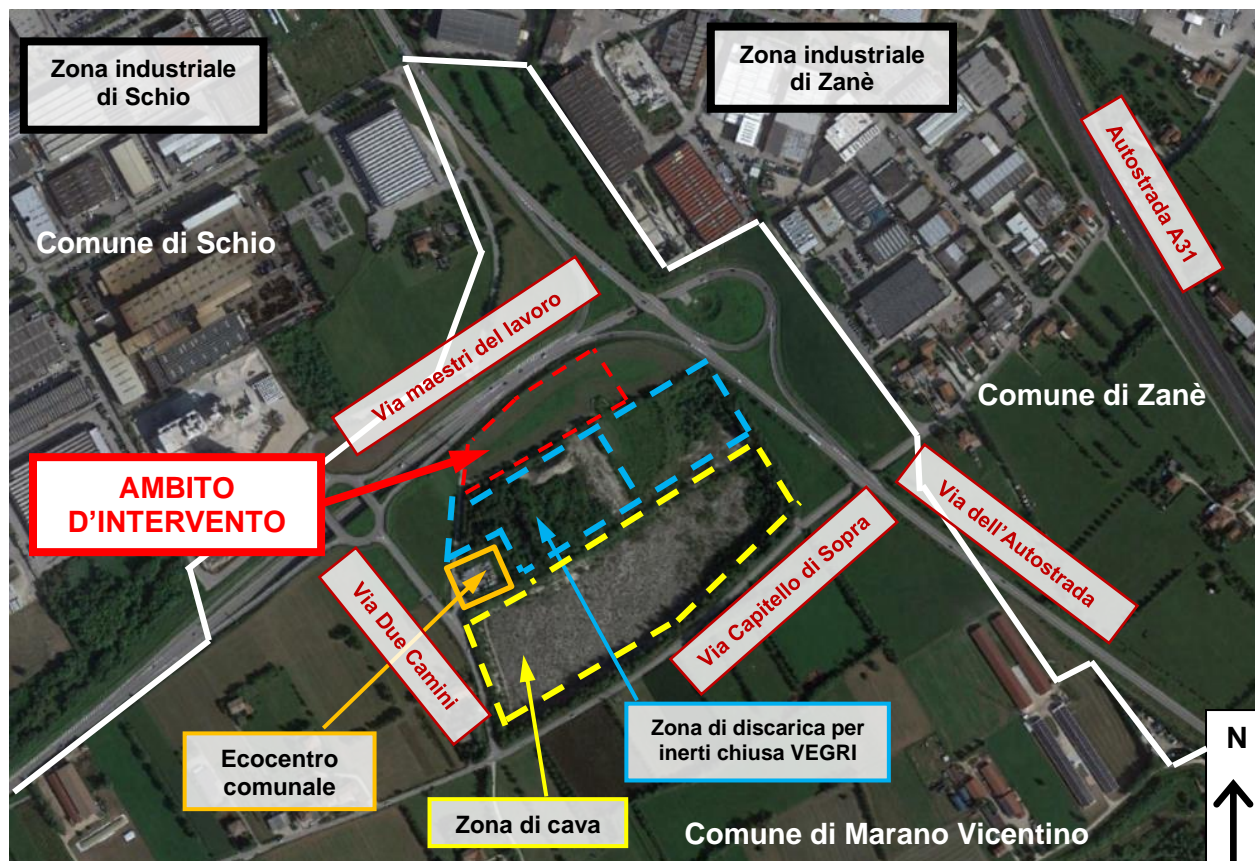 Zona industriale
di Schio
Zona industriale
di Zanè
Autostrada A31
Comune di Schio
Via maestri del lavoro
Comune di Zanè
AMBITO
D'INTERVENTO
Via dell'Autostrada
Via Due Camini
Via Capitello di Sopra
Zona di discarica per
inerti chiusa VEGRI
Ecocentro
comunale
Zona di cava
Comune di Marano Vicentino
N